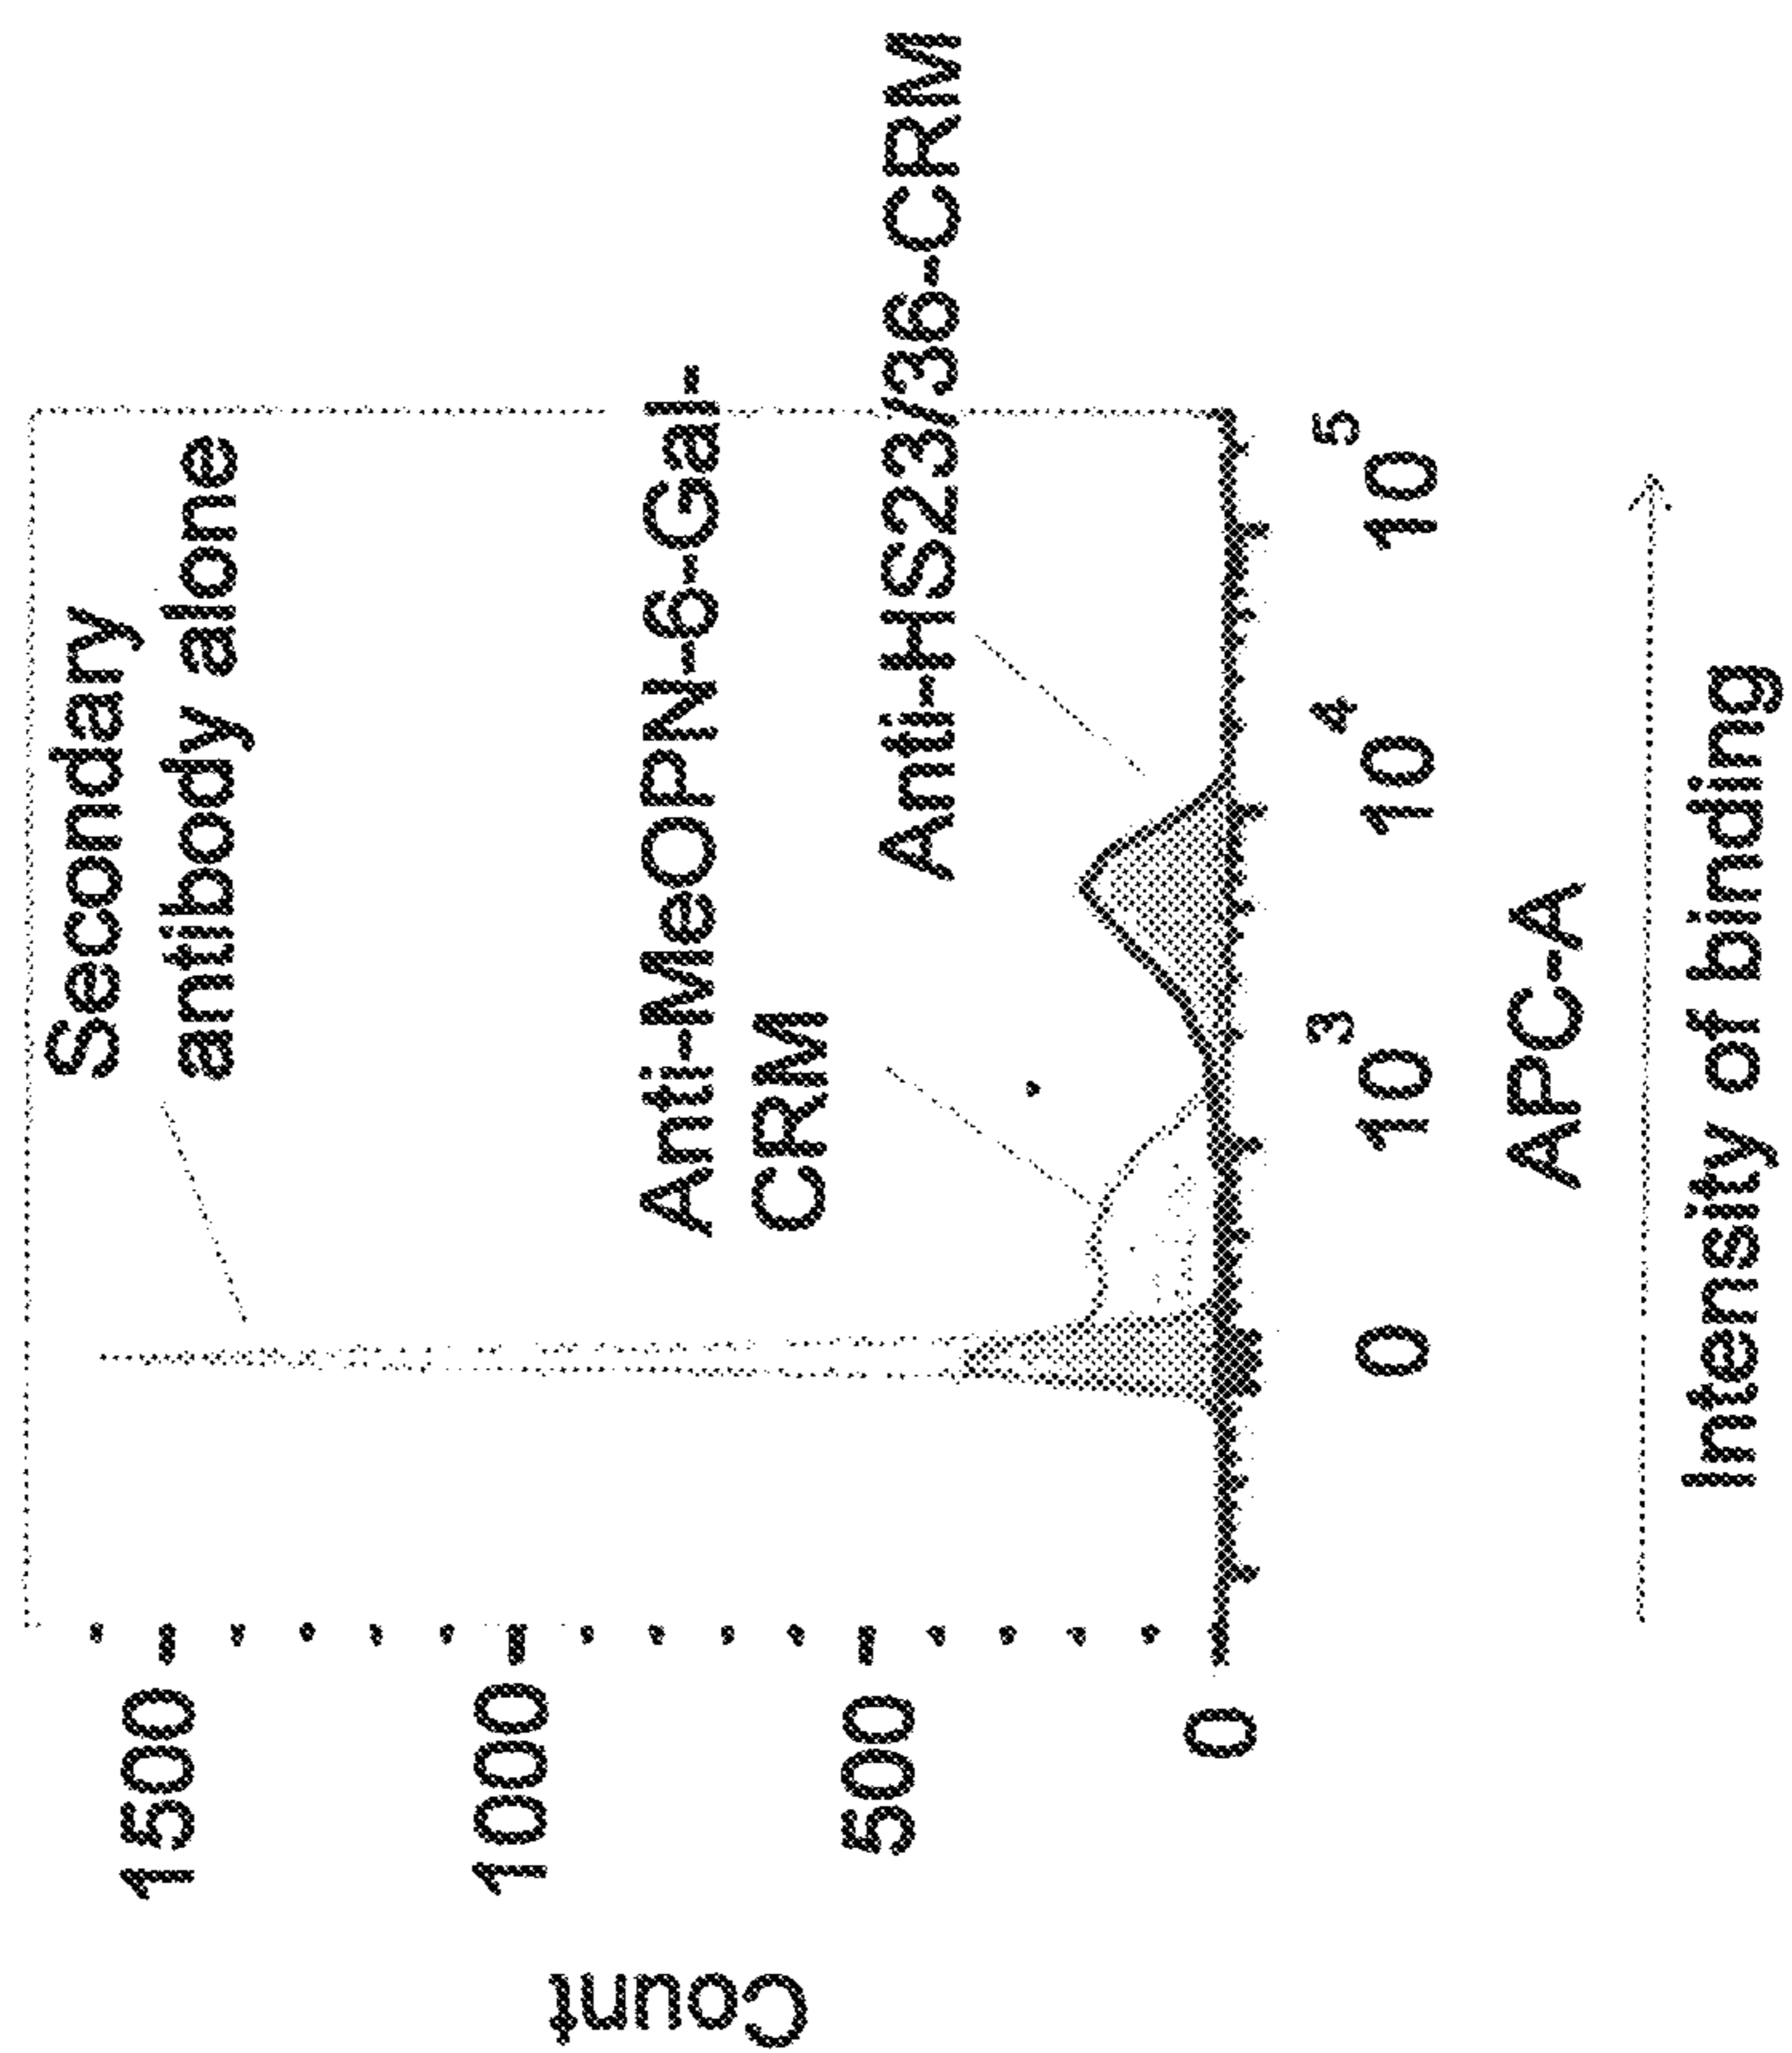 Count
1500
1000
500
0
Secondary
antibody alone
Anti-MeOPN-6-Gal-
CRM
Anti-HS23/36-CRM
0
10^3
10^4
10^5
APC-A
Intensity of binding